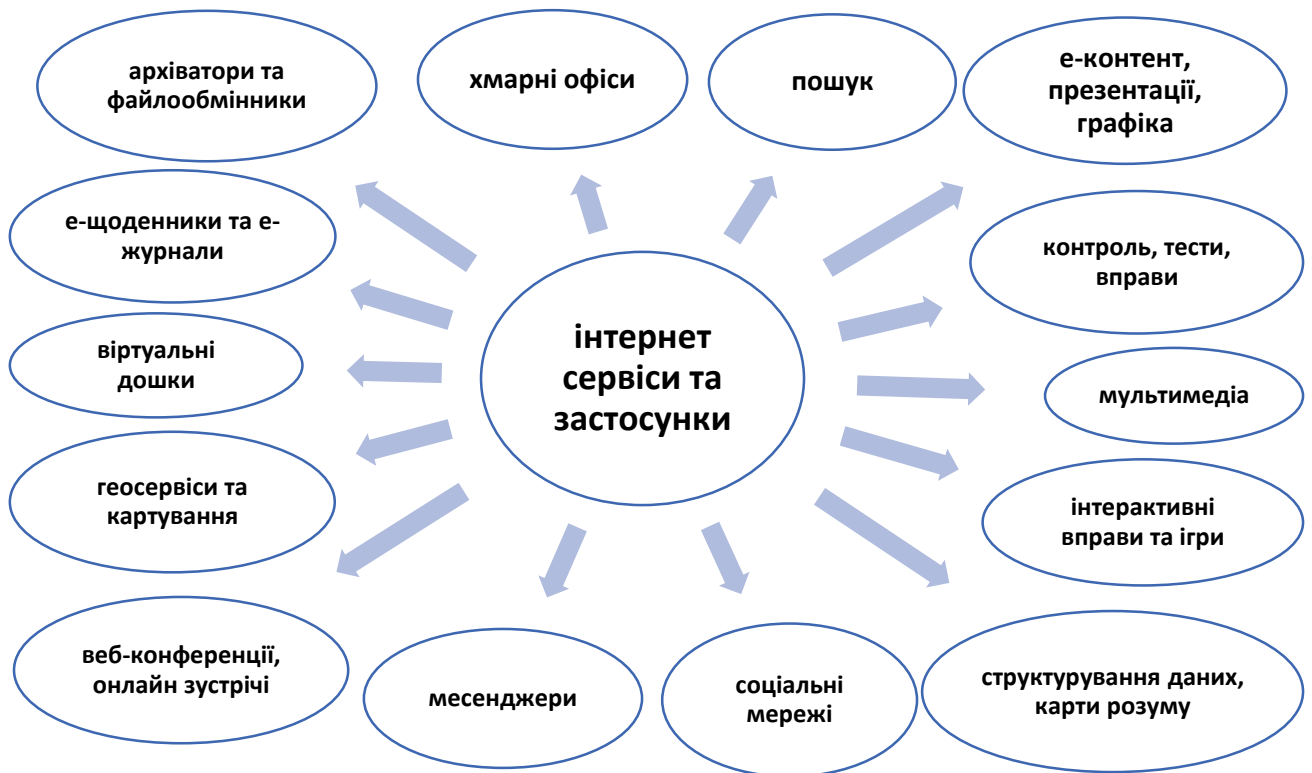 архіватори та
файлообмінники
хмарні офіси
пошук
е-контент,
презентації,
графіка
е-щоденники та е-
журнали
контроль, тести,
вправи
інтернет
сервіси та
застосунки
віртуальні
дошки
мультимедіа
геосервіси та
картування
інтерактивні
вправи та ігри
веб-конференції,
онлайн зустрічі
месенджери
соціальні
мережі
структурування даних,
карти розуму